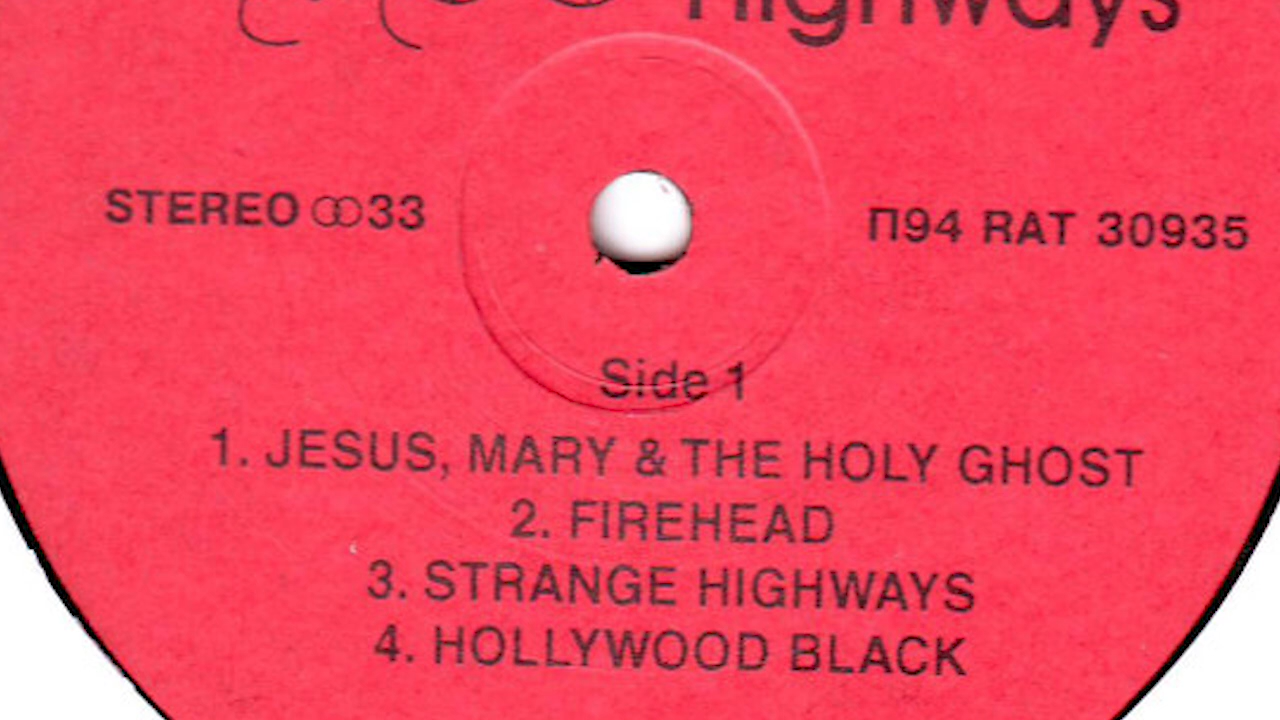 Highways
STEREO ꝏ 33
П94 RAT 30935
Side 1
1. JESUS, MARY & THE HOLY GHOST
2. FIREHEAD
3. STRANGE HIGHWAYS
4. HOLLYWOOD BLACK